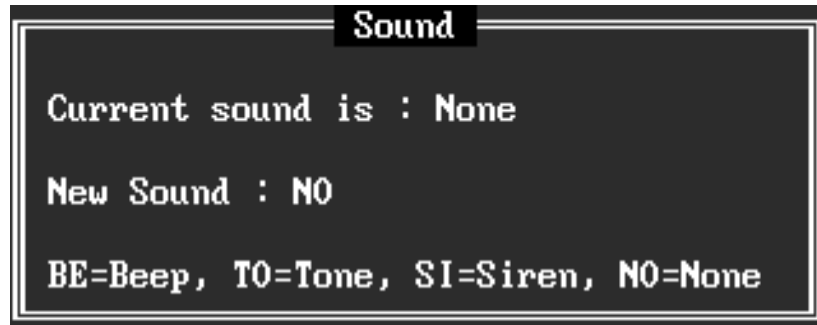 Sound
Current sound is : None
New Sound : NO
BE=Beep, TO=Tone, SI=Siren, NO=None